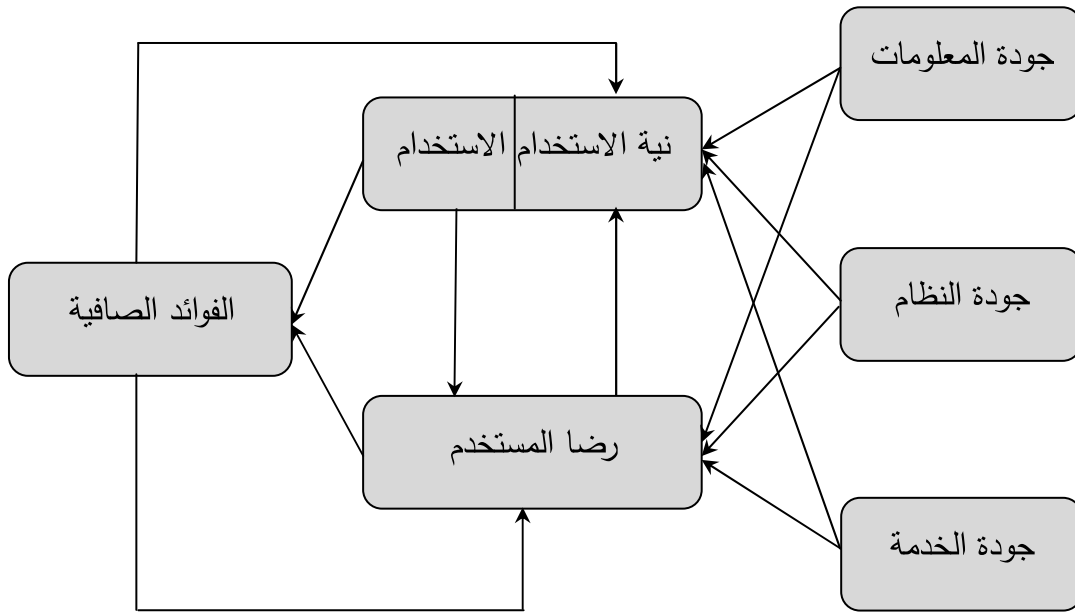 جودة المعلومات
نية الاستخدام
الاستخدام
جودة النظام
الفوائد الصافية
رضا المستخدم
جودة الخدمة